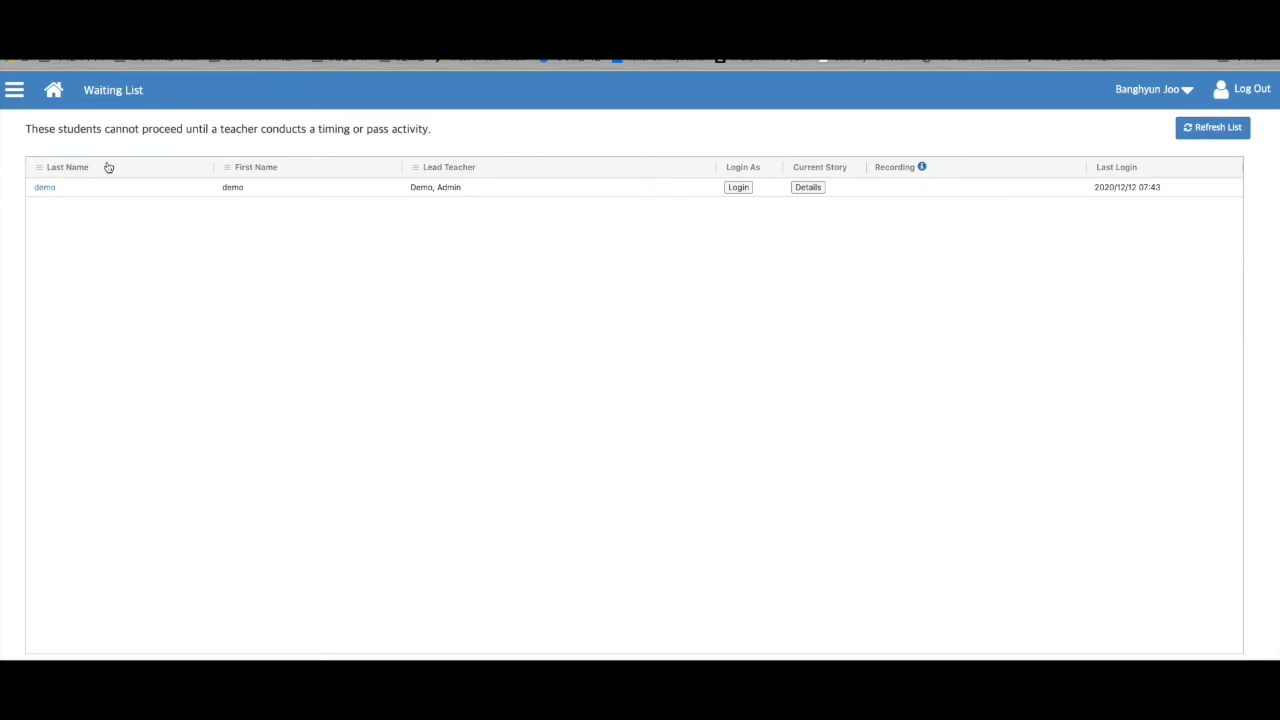 Waiting List
Banghyun Joo
Log Out
These students cannot proceed until a teacher conducts a timing or pass activity.
Refresh List
Last Name First Name Lead Teacher Login As Current Story Recording Last Login
demo demo Demo, Admin Login Details 2020/12/12 07:43